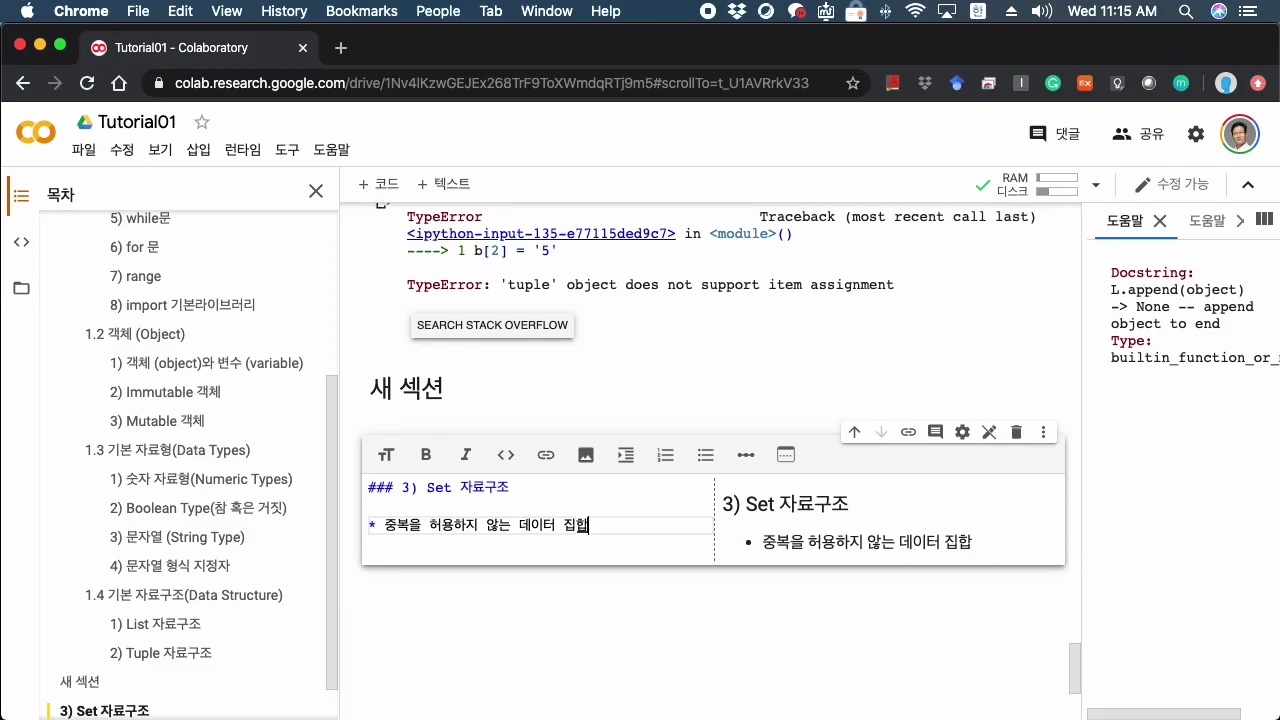 Chrome File Edit View History Bookmarks People Tab Window Help 한 Wed 11:15 AM
Tutorial01 - Colaboratory
colab.research.google.com/drive/1Nv4lKzwGEJEx268TrF9ToXWmdqRTj9m5#scrollTo=t_U1AVRrkV33
Tutorial01
댓글 공유
파일 수정 보기 삽입 런타임 도구 도움말
목차
+ 코드 + 텍스트
RAM
디스크
수정 가능
5) while문
6) for 문
7) range
8) import 기본라이브러리
1.2 객체 (Object)
1) 객체 (object)와 변수 (variable)
2) Immutable 객체
3) Mutable 객체
1.3 기본 자료형(Data Types)
1) 숫자 자료형(Numeric Types)
2) Boolean Type(참 혹은 거짓)
3) 문자열 (String Type)
4) 문자열 형식 지정자
1.4 기본 자료구조(Data Structure)
1) List 자료구조
2) Tuple 자료구조
새 섹션
3) Set 자료구조
TypeError Traceback (most recent call last)
<ipython-input-135-e77115ded9c7> in <module>()
----> 1 b[2] = '5'
TypeError: 'tuple' object does not support item assignment
SEARCH STACK OVERFLOW
새 섹션
### 3) Set 자료구조
* 중복을 허용하지 않는 데이터 집합
3) Set 자료구조
• 중복을 허용하지 않는 데이터 집합
도움말 도움말
Docstring:
L.append(object)
-> None -- append
object to end
Type:
builtin_function_or_